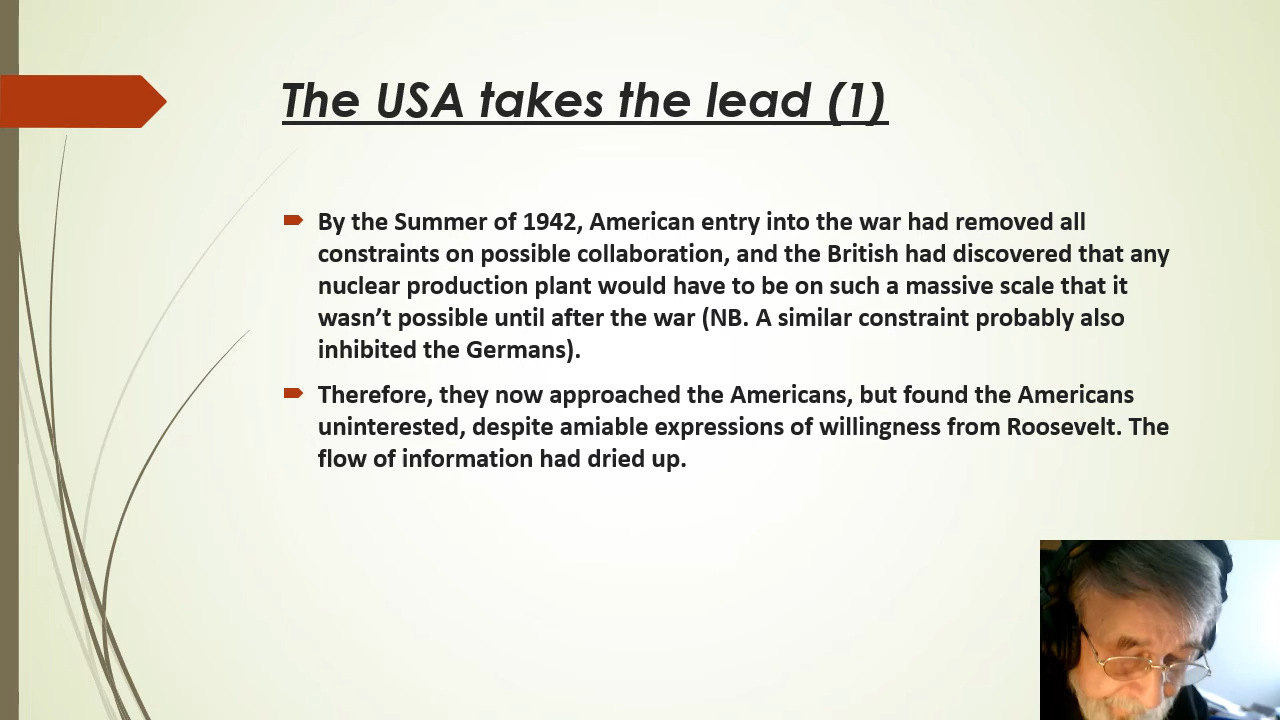 The USA takes the lead (1)
By the Summer of 1942, American entry into the war had removed all
constraints on possible collaboration, and the British had discovered that any
nuclear production plant would have to be on such a massive scale that it
wasn’t possible until after the war (NB. A similar constraint probably also
inhibited the Germans).
Therefore, they now approached the Americans, but found the Americans
uninterested, despite amiable expressions of willingness from Roosevelt. The
flow of information had dried up.